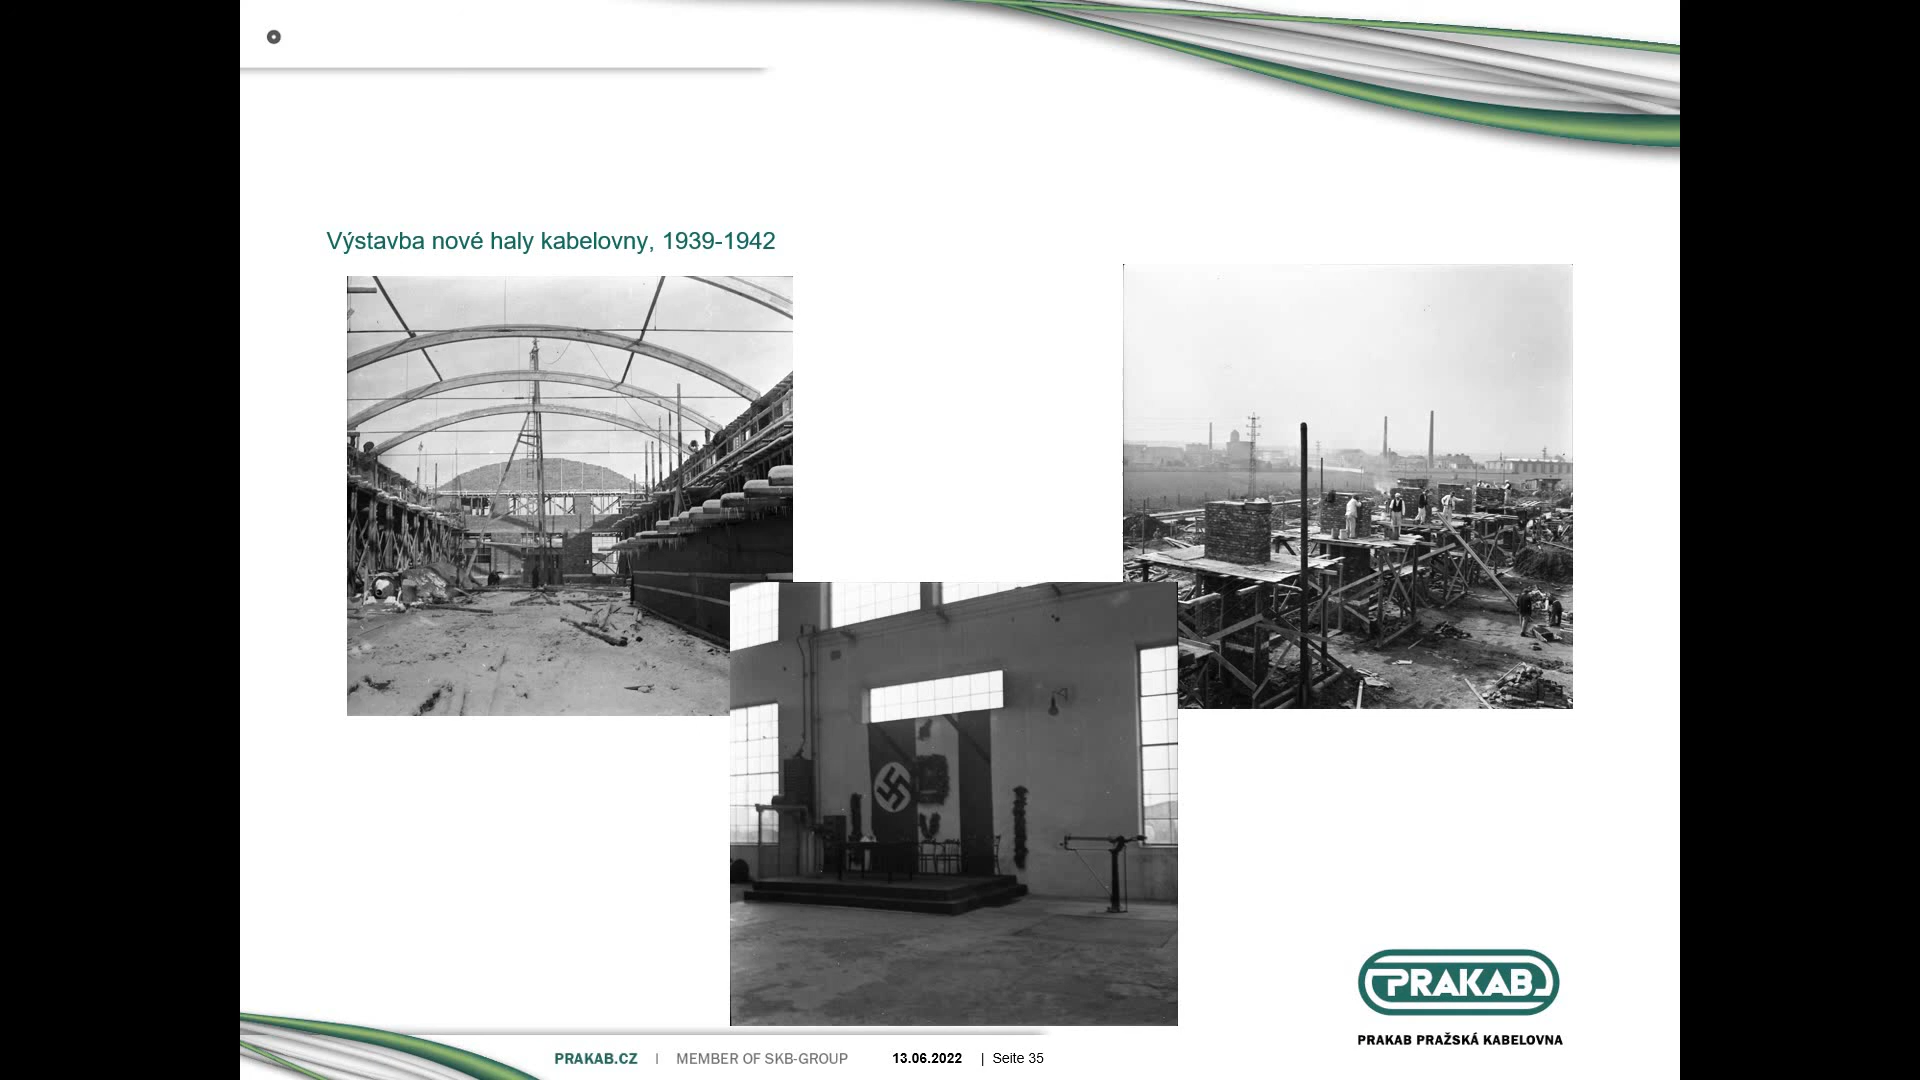 Výstavba nové haly kabelovny, 1939-1942
PRAKAB
PRAKAB PRAŽSKÁ KABELOVNA
PRAKAB.CZ | MEMBER OF SKB-GROUP 13.06.2022 | Seite 35